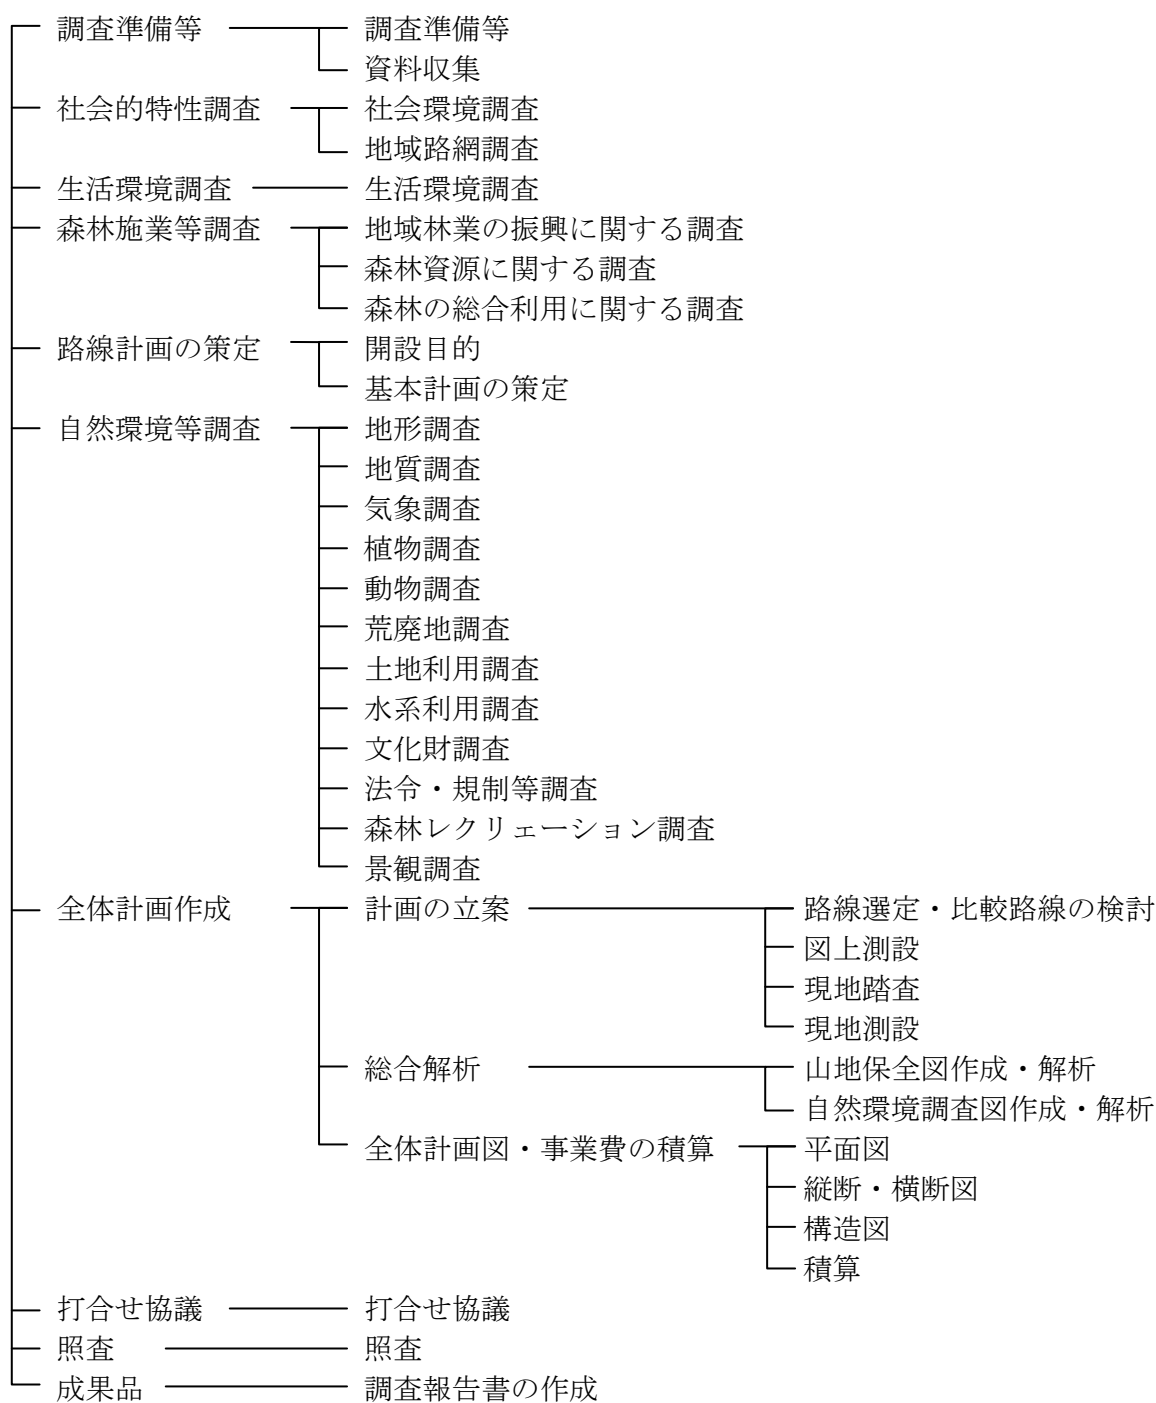 調査準備等 調査準備等
資料収集
社会的特性調査 社会環境調査
地域路網調査
生活環境調査 生活環境調査
森林施業等調査 地域林業の振興に関する調査
森林資源に関する調査
森林の総合利用に関する調査
路線計画の策定 開設目的
基本計画の策定
自然環境等調査 地形調査
地質調査
気象調査
植物調査
動物調査
荒廃地調査
土地利用調査
水系利用調査
文化財調査
法令・規制等調査
森林レクリェーション調査
景観調査
全体計画作成 計画の立案 路線選定・比較路線の検討
図上測設
現地踏査
現地測設
総合解析 山地保全図作成・解析
自然環境調査図作成・解析
全体計画図・事業費の積算 平面図
縦断・横断図
構造図
積算
打合せ協議 打合せ協議
照査 照査
成果品 調査報告書の作成